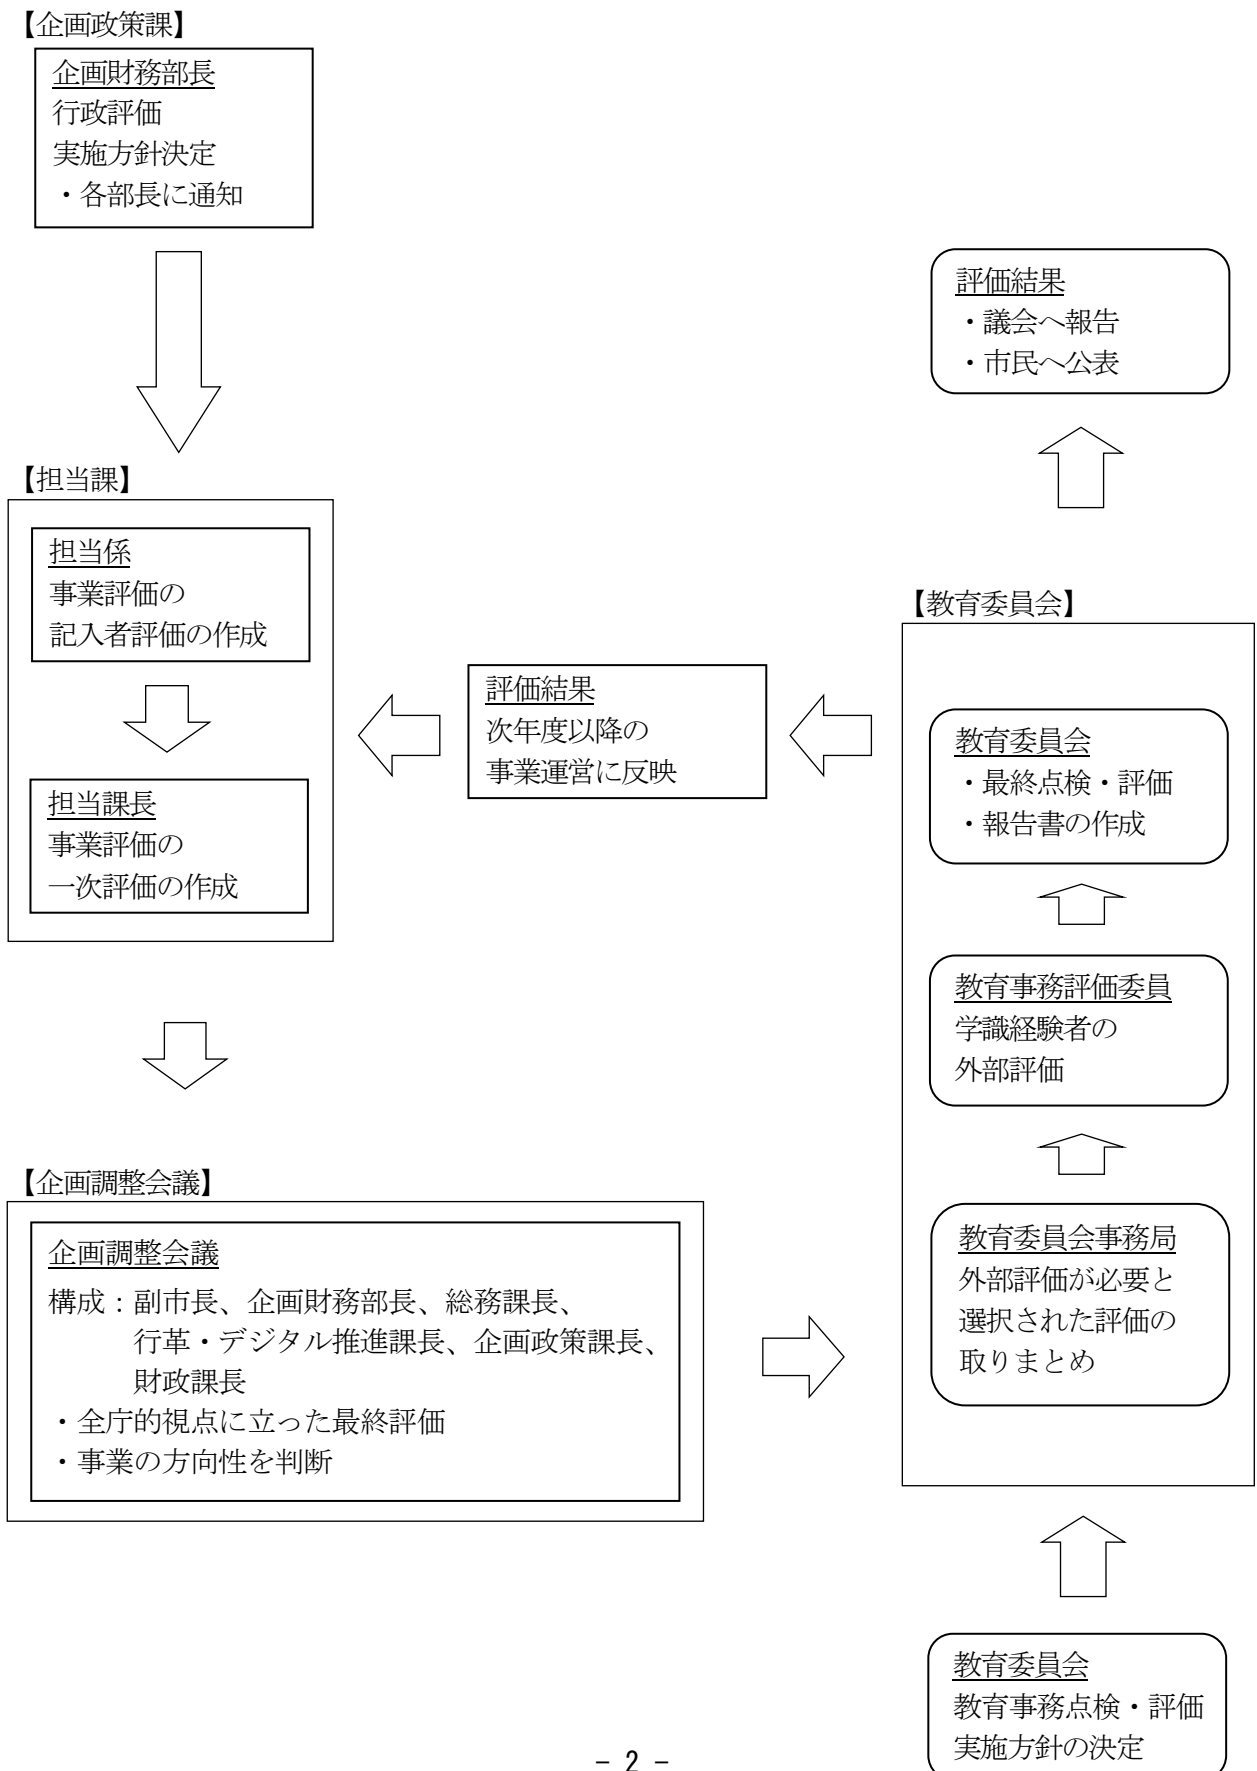 【企画政策課】
企画財務部長
行政評価
実施方針決定
・各部長に通知
評価結果
・議会へ報告
・市民へ公表
【担当課】
担当係
事業評価の
記入者評価の作成
担当課長
事業評価の
一次評価の作成
評価結果
次年度以降の
事業運営に反映
【教育委員会】
教育委員会
・最終点検・評価
・報告書の作成
教育事務評価委員
学識経験者の
外部評価
教育委員会事務局
外部評価が必要と
選択された評価の
取りまとめ
【企画調整会議】
企画調整会議
構成：副市長、企画財務部長、総務課長、
行革・デジタル推進課長、企画政策課長、
財政課長
・全庁的視点に立った最終評価
・事業の方向性を判断
教育委員会
教育事務点検・評価
実施方針の決定
－ 2 －